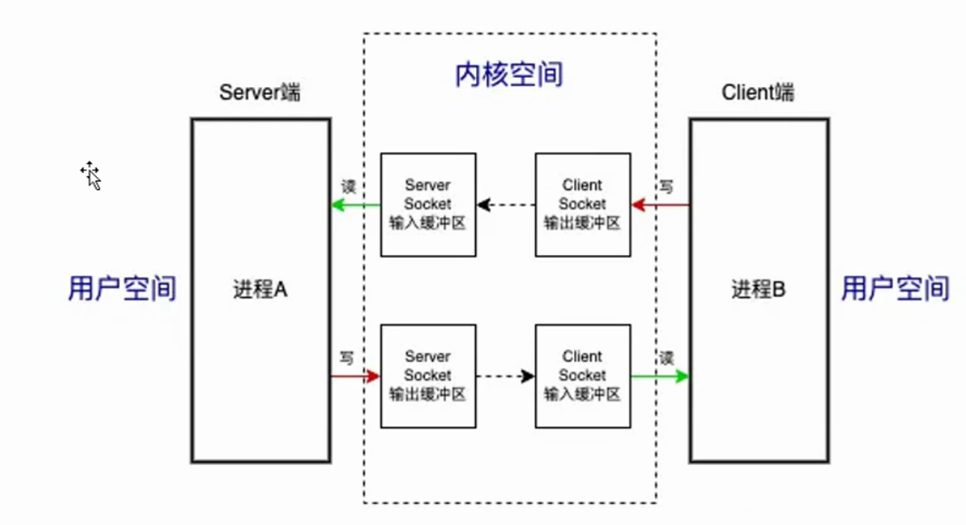 内核空间
Server端
Client端
读
Server
Socket
输入缓冲区
Client
Socket
输出缓冲区
写
用户空间
进程A
进程B
用户空间
写
Server
Socket
输出缓冲区
Client
Socket
输入缓冲区
读